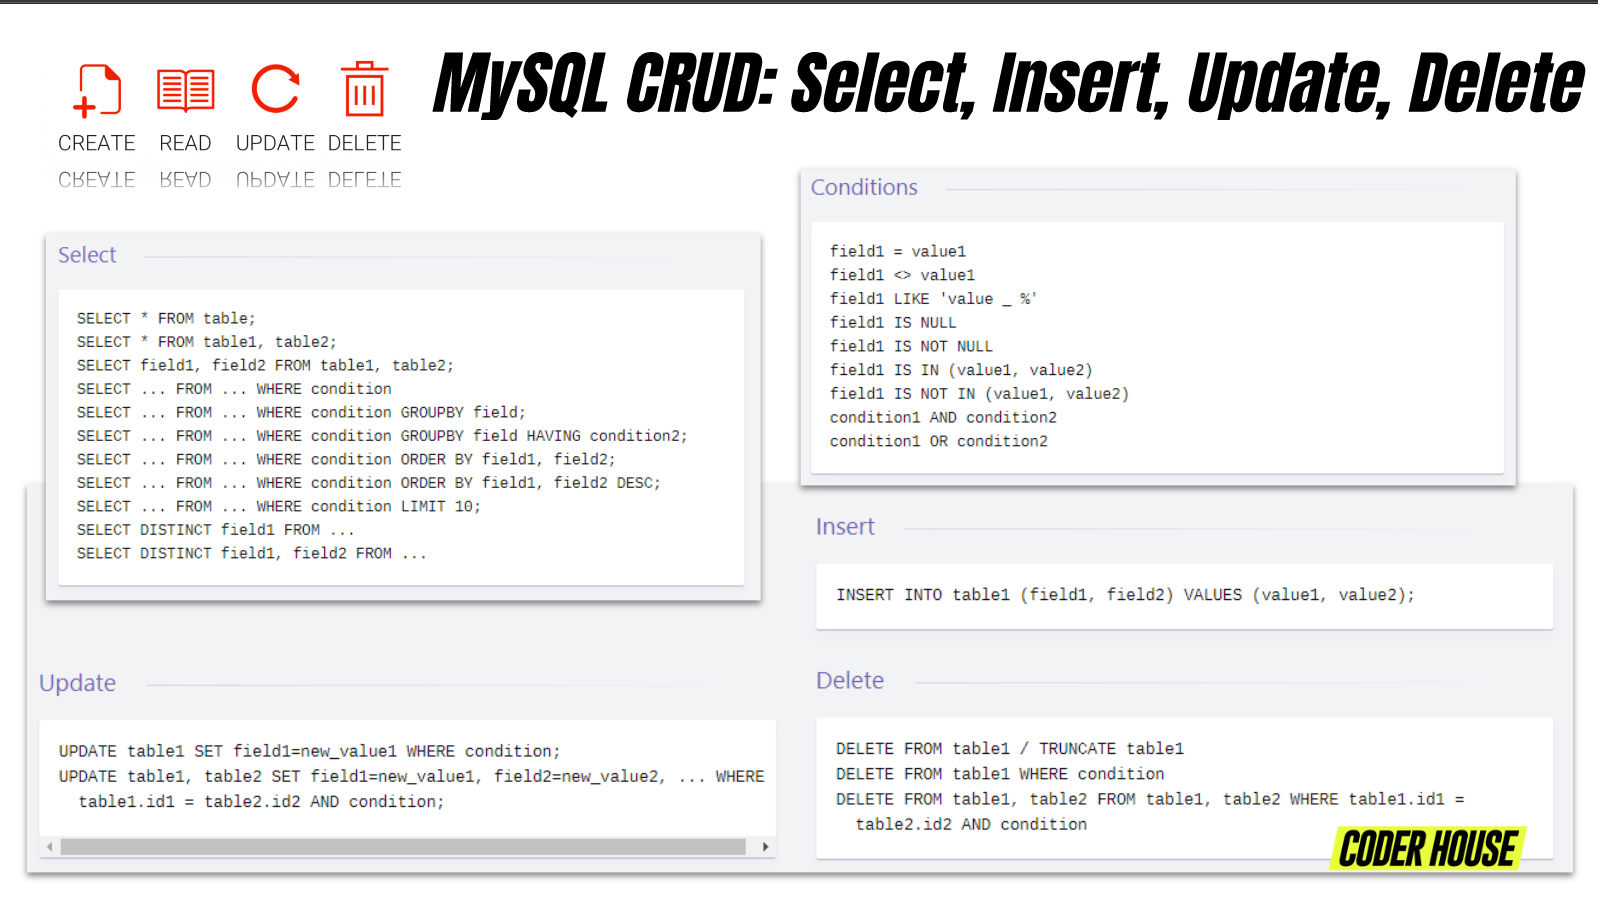 MySQL CRUD: Select, Insert, Update, Delete
CREATE READ UPDATE DELETE
CREATE READ UPDATE DELETE
Select
SELECT * FROM table;
SELECT * FROM table1, table2;
SELECT field1, field2 FROM table1, table2;
SELECT ... FROM ... WHERE condition
SELECT ... FROM ... WHERE condition GROUPBY field;
SELECT ... FROM ... WHERE condition GROUPBY field HAVING condition2;
SELECT ... FROM ... WHERE condition ORDER BY field1, field2;
SELECT ... FROM ... WHERE condition ORDER BY field1, field2 DESC;
SELECT ... FROM ... WHERE condition LIMIT 10;
SELECT DISTINCT field1 FROM ...
SELECT DISTINCT field1, field2 FROM ...
Conditions
field1 = value1
field1 <> value1
field1 LIKE 'value _ %'
field1 IS NULL
field1 IS NOT NULL
field1 IS IN (value1, value2)
field1 IS NOT IN (value1, value2)
condition1 AND condition2
condition1 OR condition2
Insert
INSERT INTO table1 (field1, field2) VALUES (value1, value2);
Update
UPDATE table1 SET field1=new_value1 WHERE condition;
UPDATE table1, table2 SET field1=new_value1, field2=new_value2, ... WHERE
table1.id1 = table2.id2 AND condition;
Delete
DELETE FROM table1 / TRUNCATE table1
DELETE FROM table1 WHERE condition
DELETE FROM table1, table2 FROM table1, table2 WHERE table1.id1 =
table2.id2 AND condition
CODER HOUSE